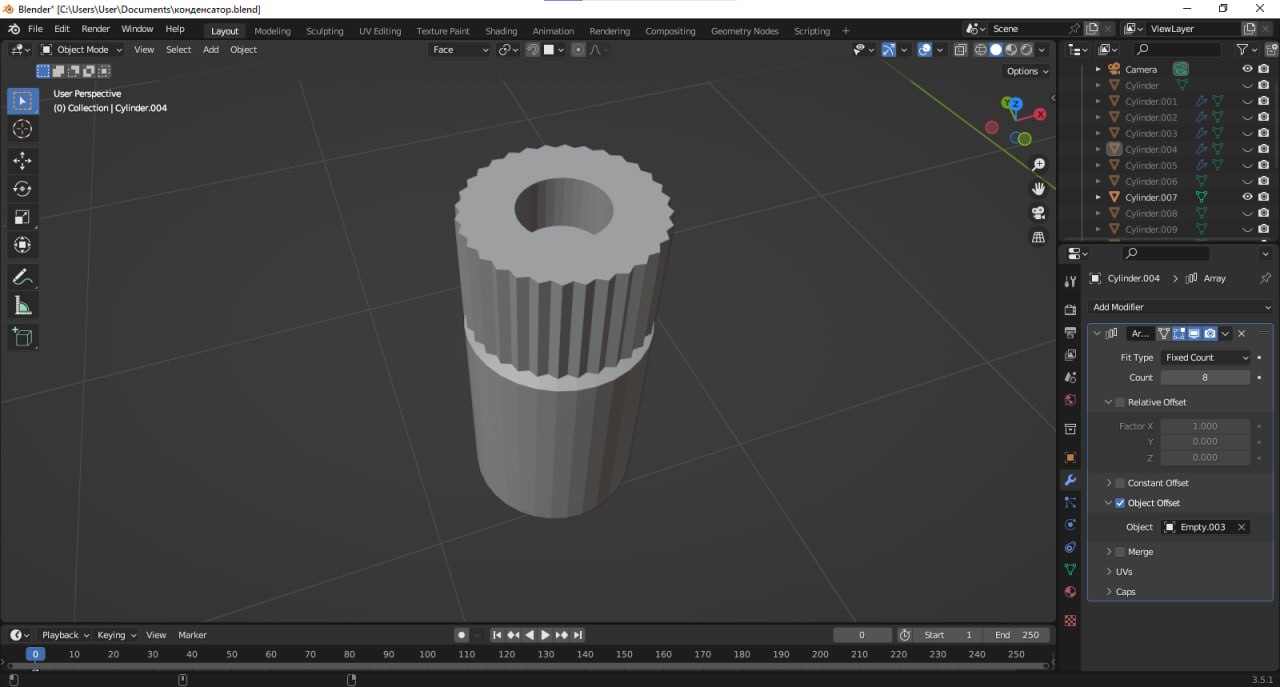 Blender* [C:\Users\User\Documents\конденсатор.blend]
File Edit Render Window Help Layout Modeling Sculpting UV Editing Texture Paint Shading Animation Rendering Compositing Geometry Nodes Scripting + Scene ViewLayer
Object Mode View Select Add Object Face
Options
User Perspective
(0) Collection | Cylinder.004
Z
Y
X
Camera
Cylinder
Cylinder.001
Cylinder.002
Cylinder.003
Cylinder.004
Cylinder.005
Cylinder.006
Cylinder.007
Cylinder.008
Cylinder.009
Cylinder.004 > Array
Add Modifier
Ar...
Fit Type Fixed Count
Count 8
Relative Offset
Factor X 1.000
Y 0.000
Z 0.000
Constant Offset
Object Offset
Object Empty.003
Merge
UVs
Caps
Playback Keying View Marker 0 Start 1 End 250
0 10 20 30 40 50 60 70 80 90 100 110 120 130 140 150 160 170 180 190 200 210 220 230 240 250
3.5.1